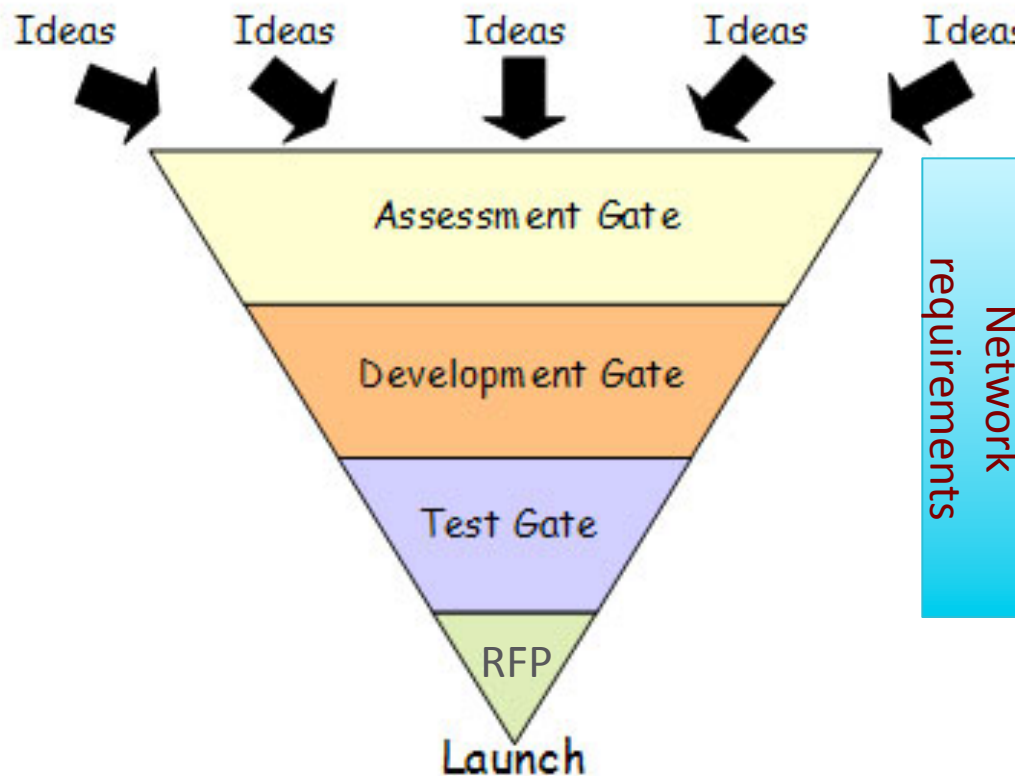 Ideas Ideas Ideas Ideas Ideas
Assessment Gate
Network
requirements
Development Gate
Test Gate
RFP
Launch